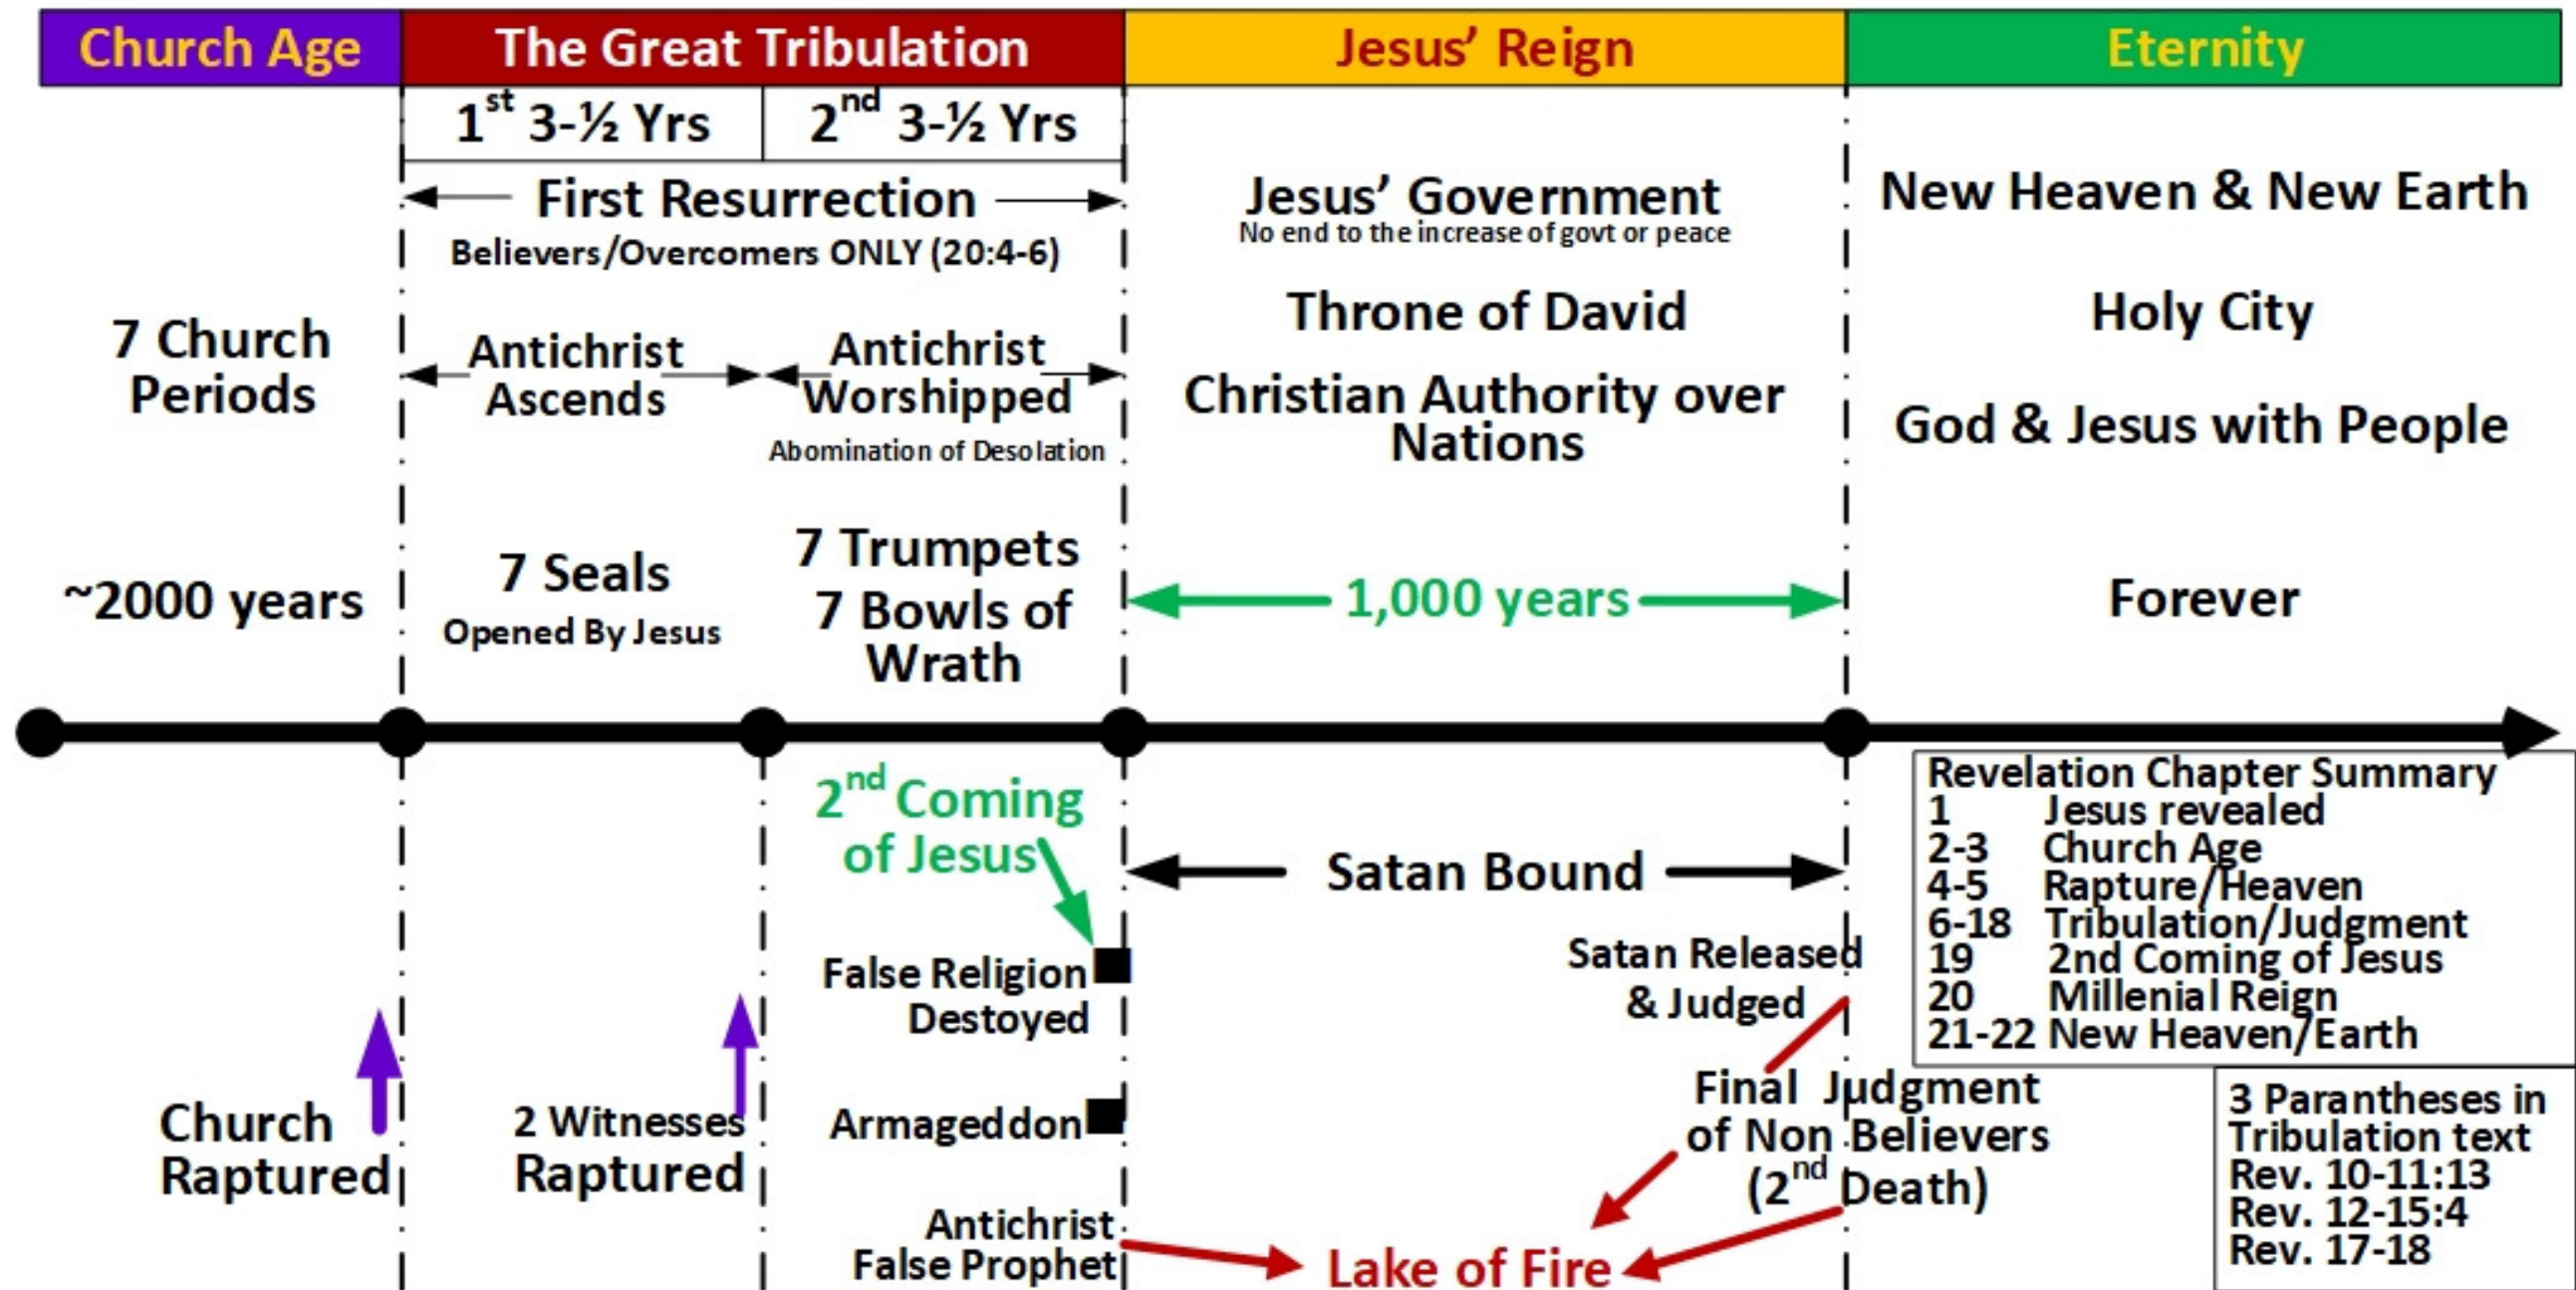 Church Age
The Great Tribulation
Jesus' Reign
Eternity
1st 3-½ Yrs
2nd 3-½ Yrs
First Resurrection
Believers/Overcomers ONLY (20:4-6)
Jesus' Government
No end to the increase of govt or peace
New Heaven & New Earth
7 Church
Periods
Antichrist
Ascends
Antichrist
Worshipped
Abomination of Desolation
Throne of David
Christian Authority over
Nations
Holy City
God & Jesus with People
~2000 years
7 Seals
Opened By Jesus
7 Trumpets
7 Bowls of
Wrath
1,000 years
Forever
2nd Coming
of Jesus
Satan Bound
False Religion
Destoyed
Satan Released
& Judged
Church
Raptured
2 Witnesses
Raptured
Armageddon
Final Judgment
of Non Believers
(2nd Death)
Antichrist
False Prophet
Lake of Fire
Revelation Chapter Summary
1 Jesus revealed
2-3 Church Age
4-5 Rapture/Heaven
6-18 Tribulation/Judgment
19 2nd Coming of Jesus
20 Millenial Reign
21-22 New Heaven/Earth
3 Parantheses in
Tribulation text
Rev. 10-11:13
Rev. 12-15:4
Rev. 17-18